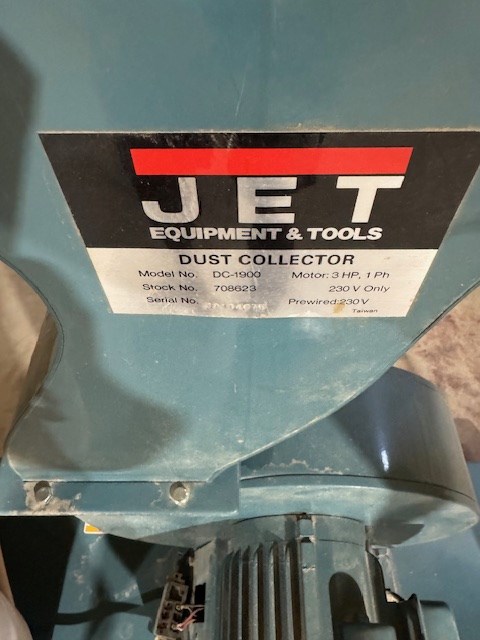 JET
EQUIPMENT & TOOLS
DUST COLLECTOR
Model No. DC-1900 Motor: 3 HP, 1 Ph
Stock No. 708623 230 V Only
Serial No. Prewired:230 V
Taiwan